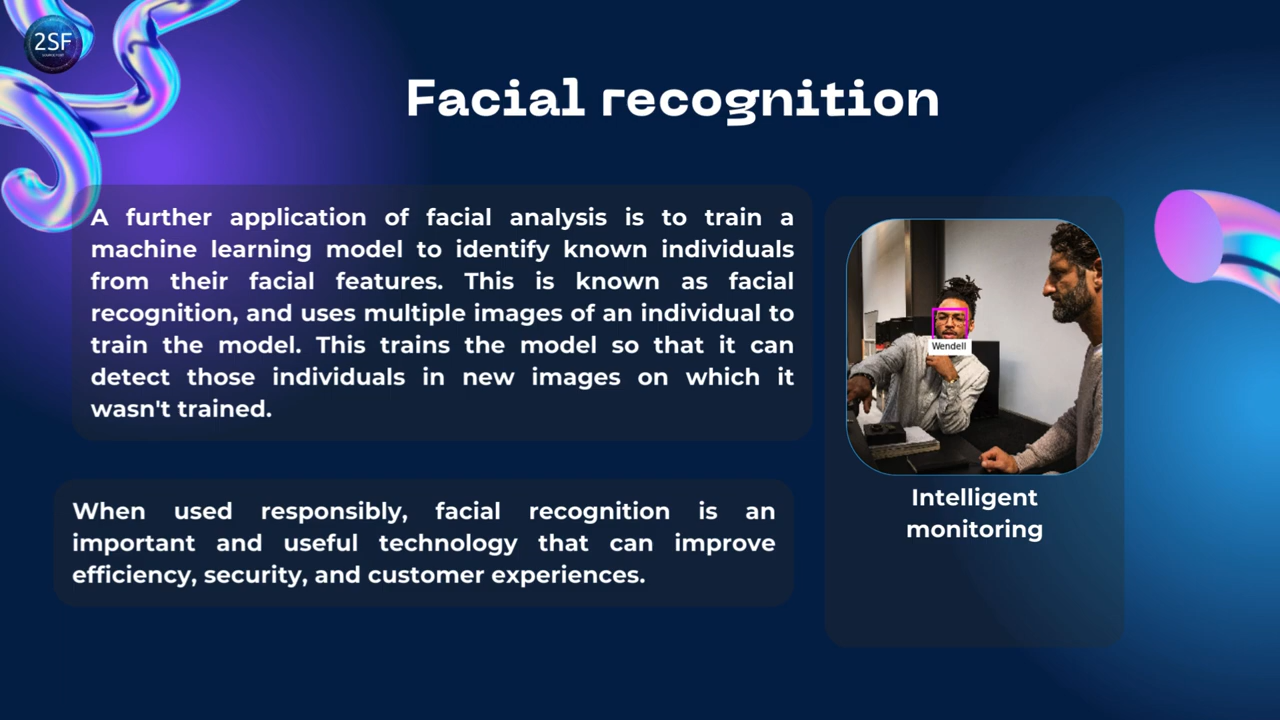 2SF
Facial recognition
A further application of facial analysis is to train a
machine learning model to identify known individuals
from their facial features. This is known as facial
recognition, and uses multiple images of an individual to
train the model. This trains the model so that it can
detect those individuals in new images on which it
wasn't trained.
When used responsibly, facial recognition is an
important and useful technology that can improve
efficiency, security, and customer experiences.
Wendell
Intelligent
monitoring